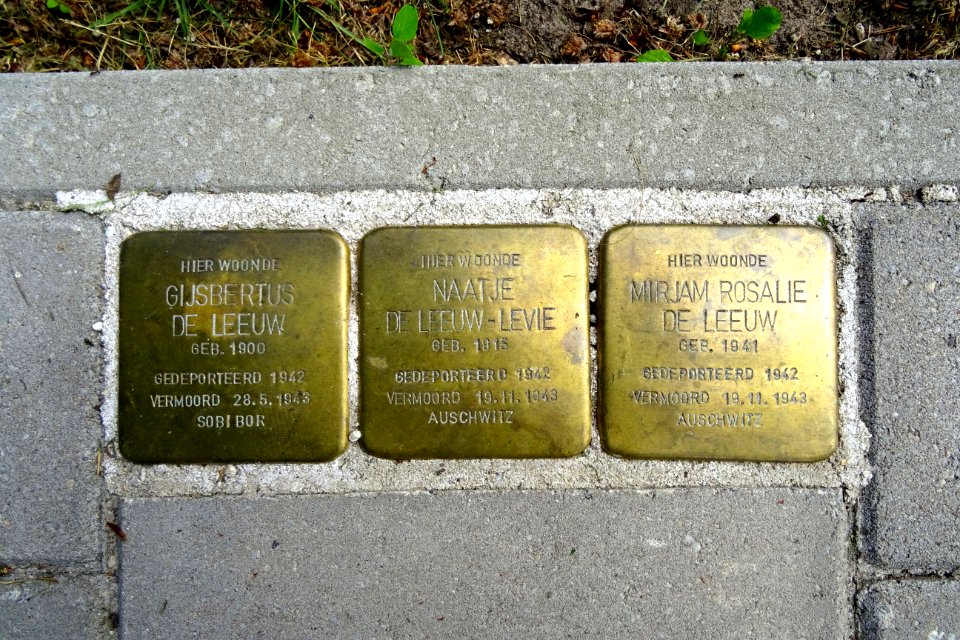 HIER WOONDE
GIJSBERTUS
DE LEEUW
GEB. 1900
GEDEPORTEERD 1942
VERMOORD 28.5.1943
SOBIBOR
HIER WOONDE
NAATJE
DE LEEUW-LEVIE
GEB. 1915
GEDEPORTEERD 1942
VERMOORD 19.11.1943
AUSCHWITZ
HIER WOONDE
MIRJAM ROSALIE
DE LEEUW
GEB. 1941
GEDEPORTEERD 1942
VERMOORD 19.11.1943
AUSCHWITZ